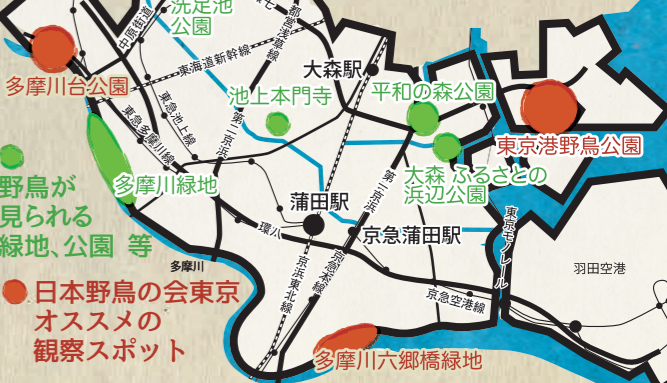 洗足池
公園
中原街道
都営浅草線
東海道新幹線
大森駅
多摩川台公園
池上本門寺
平和の森公園
東急池上線
東急多摩川線
第二京浜
東京港野鳥公園
多摩川緑地
第一京浜
大森 ふるさとの
浜辺公園
野鳥が
見られる
緑地、公園 等
蒲田駅
環八
京急蒲田駅
東京モノレール
多摩川
羽田空港
京浜東北線
京急本線
京急空港線
日本野鳥の会東京
オススメの
観察スポット
多摩川六郷橋緑地